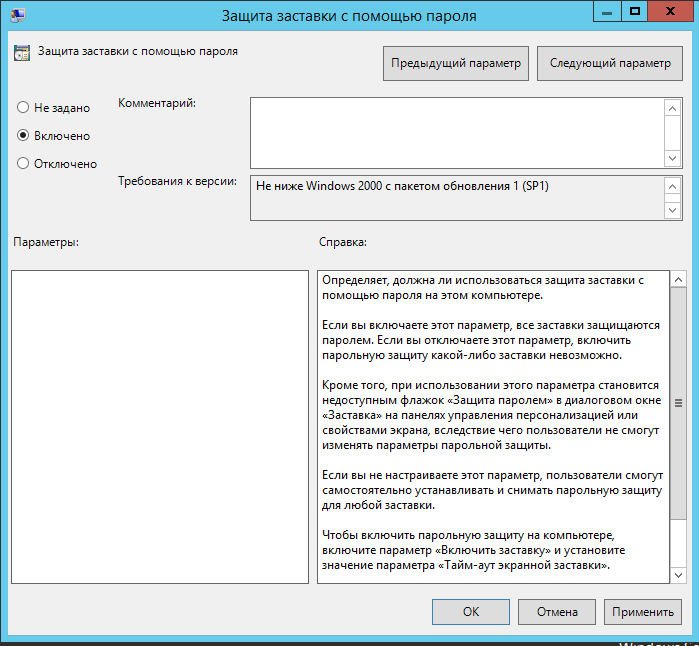 Защита заставки с помощью пароля
Защита заставки с помощью пароля
Предыдущий параметр
Следующий параметр
Не задано
Включено
Отключено
Комментарий:
Требования к версии:
Не ниже Windows 2000 с пакетом обновления 1 (SP1)
Параметры:
Справка:
Определяет, должна ли использоваться защита заставки с
помощью пароля на этом компьютере.
Если вы включаете этот параметр, все заставки защищаются
паролем. Если вы отключаете этот параметр, включить
парольную защиту какой-либо заставки невозможно.
Кроме того, при использовании этого параметра становится
недоступным флажок «Защита паролем» в диалоговом окне
«Заставка» на панелях управления персонализацией или
свойствами экрана, вследствие чего пользователи не смогут
изменять параметры парольной защиты.
Если вы не настраиваете этот параметр, пользователи смогут
самостоятельно устанавливать и снимать парольную защиту
для любой заставки.
Чтобы включить парольную защиту на компьютере,
включите параметр «Включить заставку» и установите
значение параметра «Тайм-аут экранной заставки».
ОК
Отмена
Применить